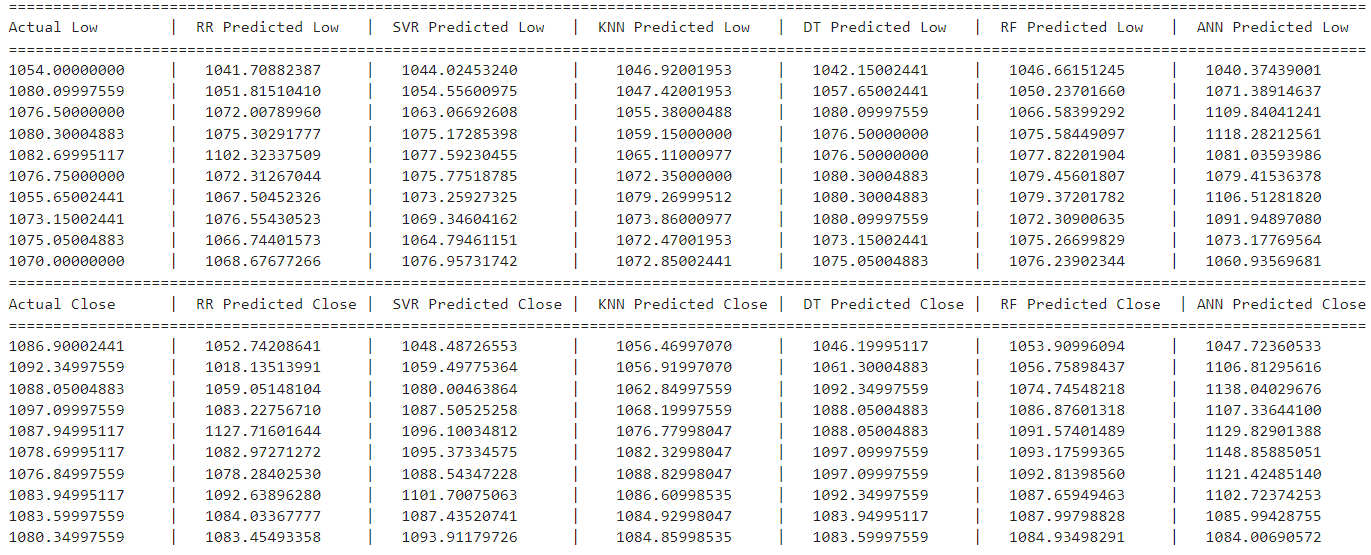 ==========================================================================================================================================
Actual Low | RR Predicted Low | SVR Predicted Low | KNN Predicted Low | DT Predicted Low | RF Predicted Low | ANN Predicted Low
==========================================================================================================================================
1054.00000000 | 1041.70882387 | 1044.02453240 | 1046.92001953 | 1042.15002441 | 1046.66151245 | 1040.37439001
1080.09997559 | 1051.81510410 | 1054.55600975 | 1047.42001953 | 1057.65002441 | 1050.23701660 | 1071.38914637
1076.50000000 | 1072.00789960 | 1063.06692608 | 1055.38000488 | 1080.09997559 | 1066.58399292 | 1109.84041241
1080.30004883 | 1075.30291777 | 1075.17285398 | 1059.15000000 | 1076.50000000 | 1075.58449097 | 1118.28212561
1082.69995117 | 1102.32337509 | 1077.59230455 | 1065.11000977 | 1076.50000000 | 1077.82201904 | 1081.03593986
1076.75000000 | 1072.31267044 | 1075.77518785 | 1072.35000000 | 1080.30004883 | 1079.45601807 | 1079.41536378
1055.65002441 | 1067.50452326 | 1073.25927325 | 1079.26999512 | 1080.30004883 | 1079.37201782 | 1106.51281820
1073.15002441 | 1076.55430523 | 1069.34604162 | 1073.86000977 | 1080.09997559 | 1072.30900635 | 1091.94897080
1075.05004883 | 1066.74401573 | 1064.79461151 | 1072.47001953 | 1073.15002441 | 1075.26699829 | 1073.17769564
1070.00000000 | 1068.67677266 | 1076.95731742 | 1072.85002441 | 1075.05004883 | 1076.23902344 | 1060.93569681
==========================================================================================================================================
Actual Close | RR Predicted Close | SVR Predicted Close | KNN Predicted Close | DT Predicted Close | RF Predicted Close | ANN Predicted Close
==========================================================================================================================================
1086.90002441 | 1052.74208641 | 1048.48726553 | 1056.46997070 | 1046.19995117 | 1053.90996094 | 1047.72360533
1092.34997559 | 1018.13513991 | 1059.49775364 | 1056.91997070 | 1061.30004883 | 1056.75898437 | 1106.81295616
1088.05004883 | 1059.05148104 | 1080.00463864 | 1062.84997559 | 1092.34997559 | 1074.74548218 | 1138.04029676
1097.09997559 | 1083.22756710 | 1087.50525258 | 1068.19997559 | 1088.05004883 | 1086.87601318 | 1107.33644100
1087.94995117 | 1127.71601644 | 1096.10034812 | 1076.77998047 | 1088.05004883 | 1091.57401489 | 1129.82901388
1078.69995117 | 1082.97271272 | 1095.37334575 | 1082.32998047 | 1097.09997559 | 1093.17599365 | 1148.85885051
1076.84997559 | 1078.28402530 | 1088.54347228 | 1088.82998047 | 1097.09997559 | 1092.81398560 | 1121.42485140
1083.94995117 | 1092.63896280 | 1101.70075063 | 1086.60998535 | 1092.34997559 | 1087.65949463 | 1102.72374253
1083.59997559 | 1084.03367777 | 1087.43520741 | 1084.92998047 | 1083.94995117 | 1087.99798828 | 1085.99428755
1080.34997559 | 1083.45493358 | 1093.91179726 | 1084.85998535 | 1083.59997559 | 1084.93498291 | 1084.00690572